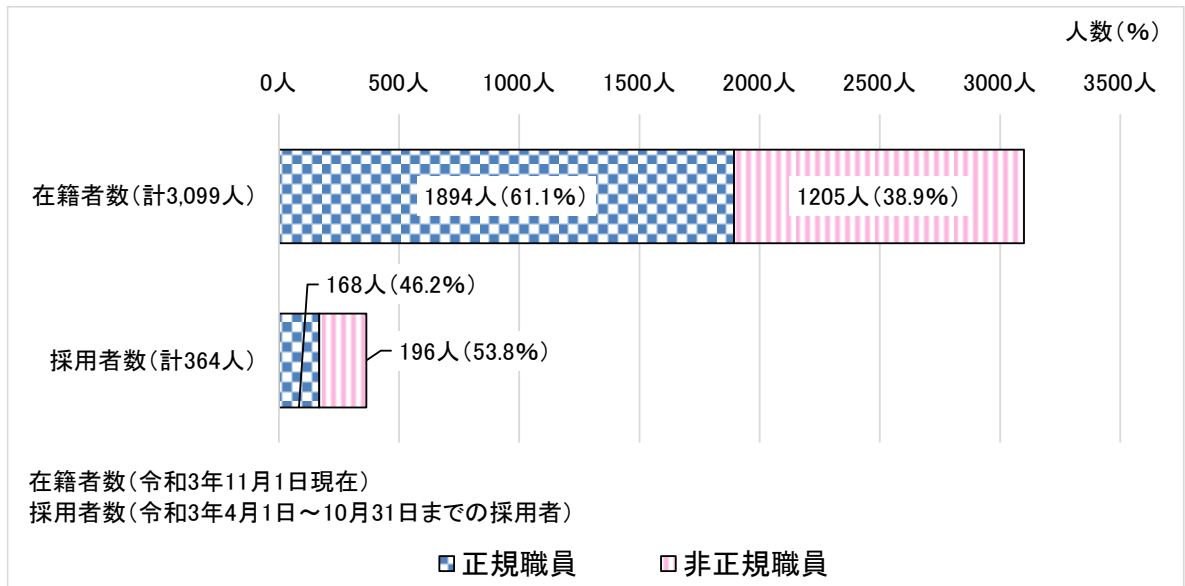 人数(%)
0人 500人 1000人 1500人 2000人 2500人 3000人 3500人
在籍者数(計3,099人) 1894人(61.1%) 1205人(38.9%)
168人(46.2%)
採用者数(計364人) 196人(53.8%)
在籍者数(令和3年11月1日現在)
採用者数(令和3年4月1日～10月31日までの採用者)
正規職員 非正規職員